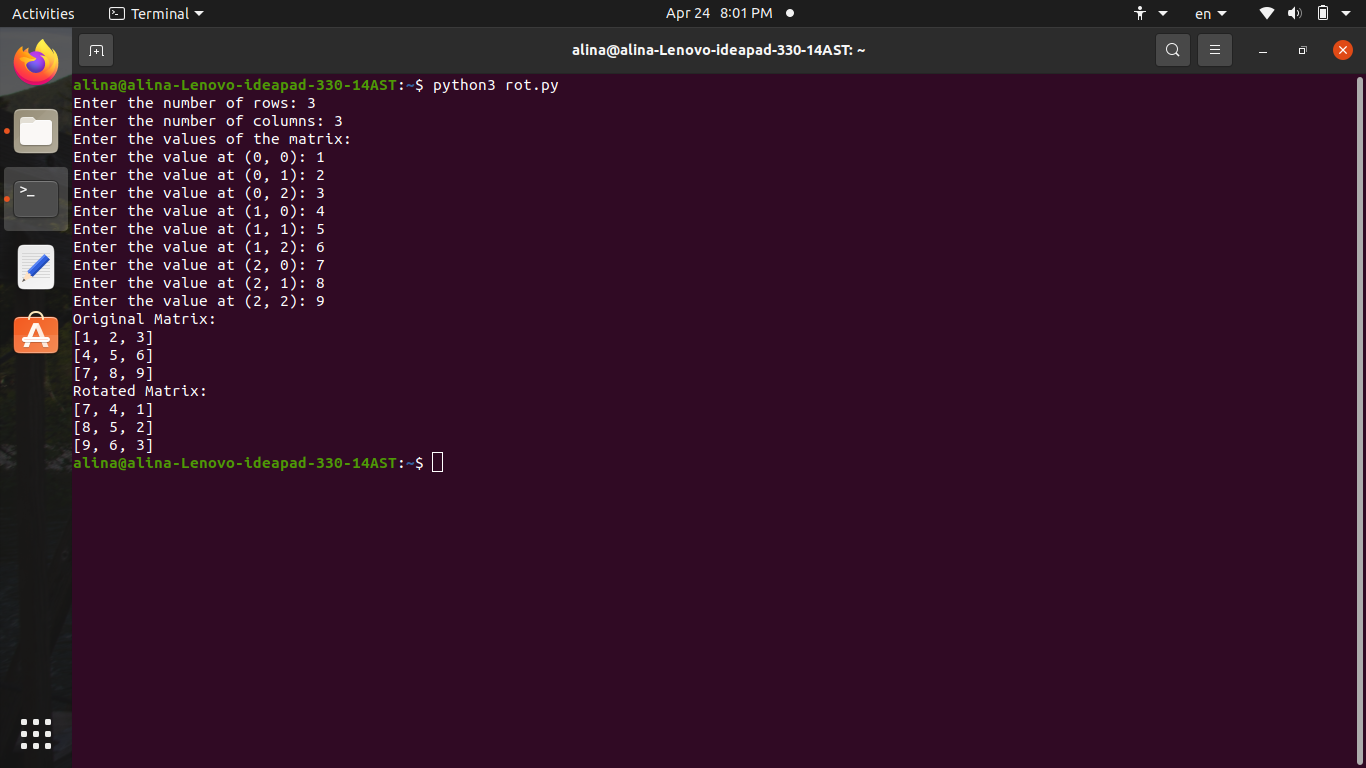 Activities Terminal Apr 24 8:01 PM en
alina@alina-Lenovo-ideapad-330-14AST: ~
alina@alina-Lenovo-ideapad-330-14AST:~$ python3 rot.py
Enter the number of rows: 3
Enter the number of columns: 3
Enter the values of the matrix:
Enter the value at (0, 0): 1
Enter the value at (0, 1): 2
Enter the value at (0, 2): 3
Enter the value at (1, 0): 4
Enter the value at (1, 1): 5
Enter the value at (1, 2): 6
Enter the value at (2, 0): 7
Enter the value at (2, 1): 8
Enter the value at (2, 2): 9
Original Matrix:
[1, 2, 3]
[4, 5, 6]
[7, 8, 9]
Rotated Matrix:
[7, 4, 1]
[8, 5, 2]
[9, 6, 3]
alina@alina-Lenovo-ideapad-330-14AST:~$